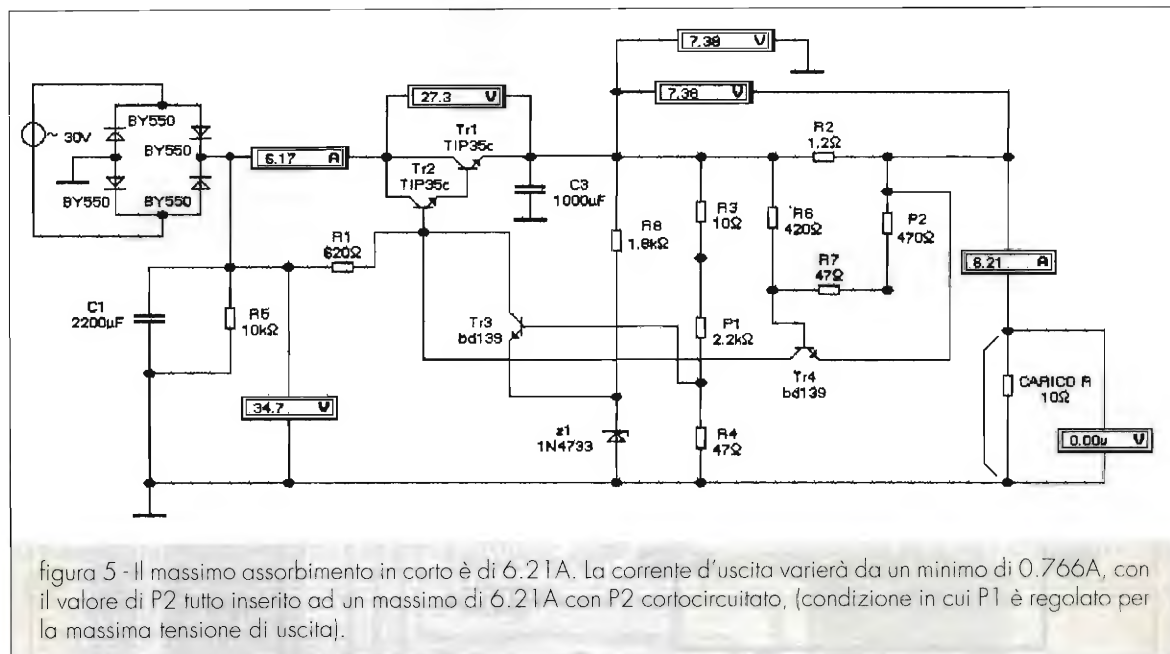 7.38
7.38 V
27.3 V
BY550
~ 30V
BY550
BY550
BY550
6.17 A
Tr1
TIP35c
Tr2
TIP35c
C3
1000µF
R2
1.2Ω
R3
10Ω
R6
420Ω
P2
470Ω
R8
1.8kΩ
R7
47Ω
6.21 A
R1
620Ω
C1
2200µF
R5
10kΩ
Tr3
bd139
P1
2.2kΩ
Tr4
bd139
CARICO R
10Ω
34.7 V
z1
1N4733
R4
47Ω
0.00u V
figura 5 - Il massimo assorbimento in corto è di 6.21A. La corrente d'uscita varierà da un minimo di 0.766A, con
il valore di P2 tutto inserito ad un massimo di 6.21A con P2 cortocircuitato, (condizione in cui P1 è regolato per
la massima tensione di uscita).